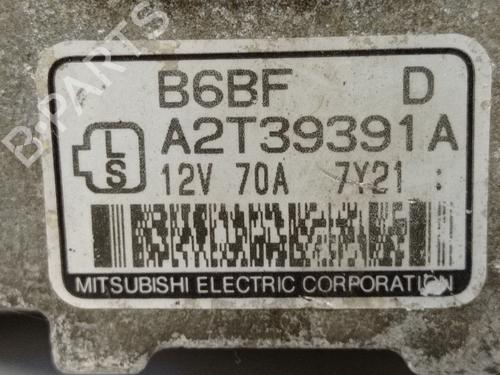 B6BF D
A2T39391A
L
S
12V 70A 7Y21
MITSUBISHI ELECTRIC CORPORATION
B-PARTS